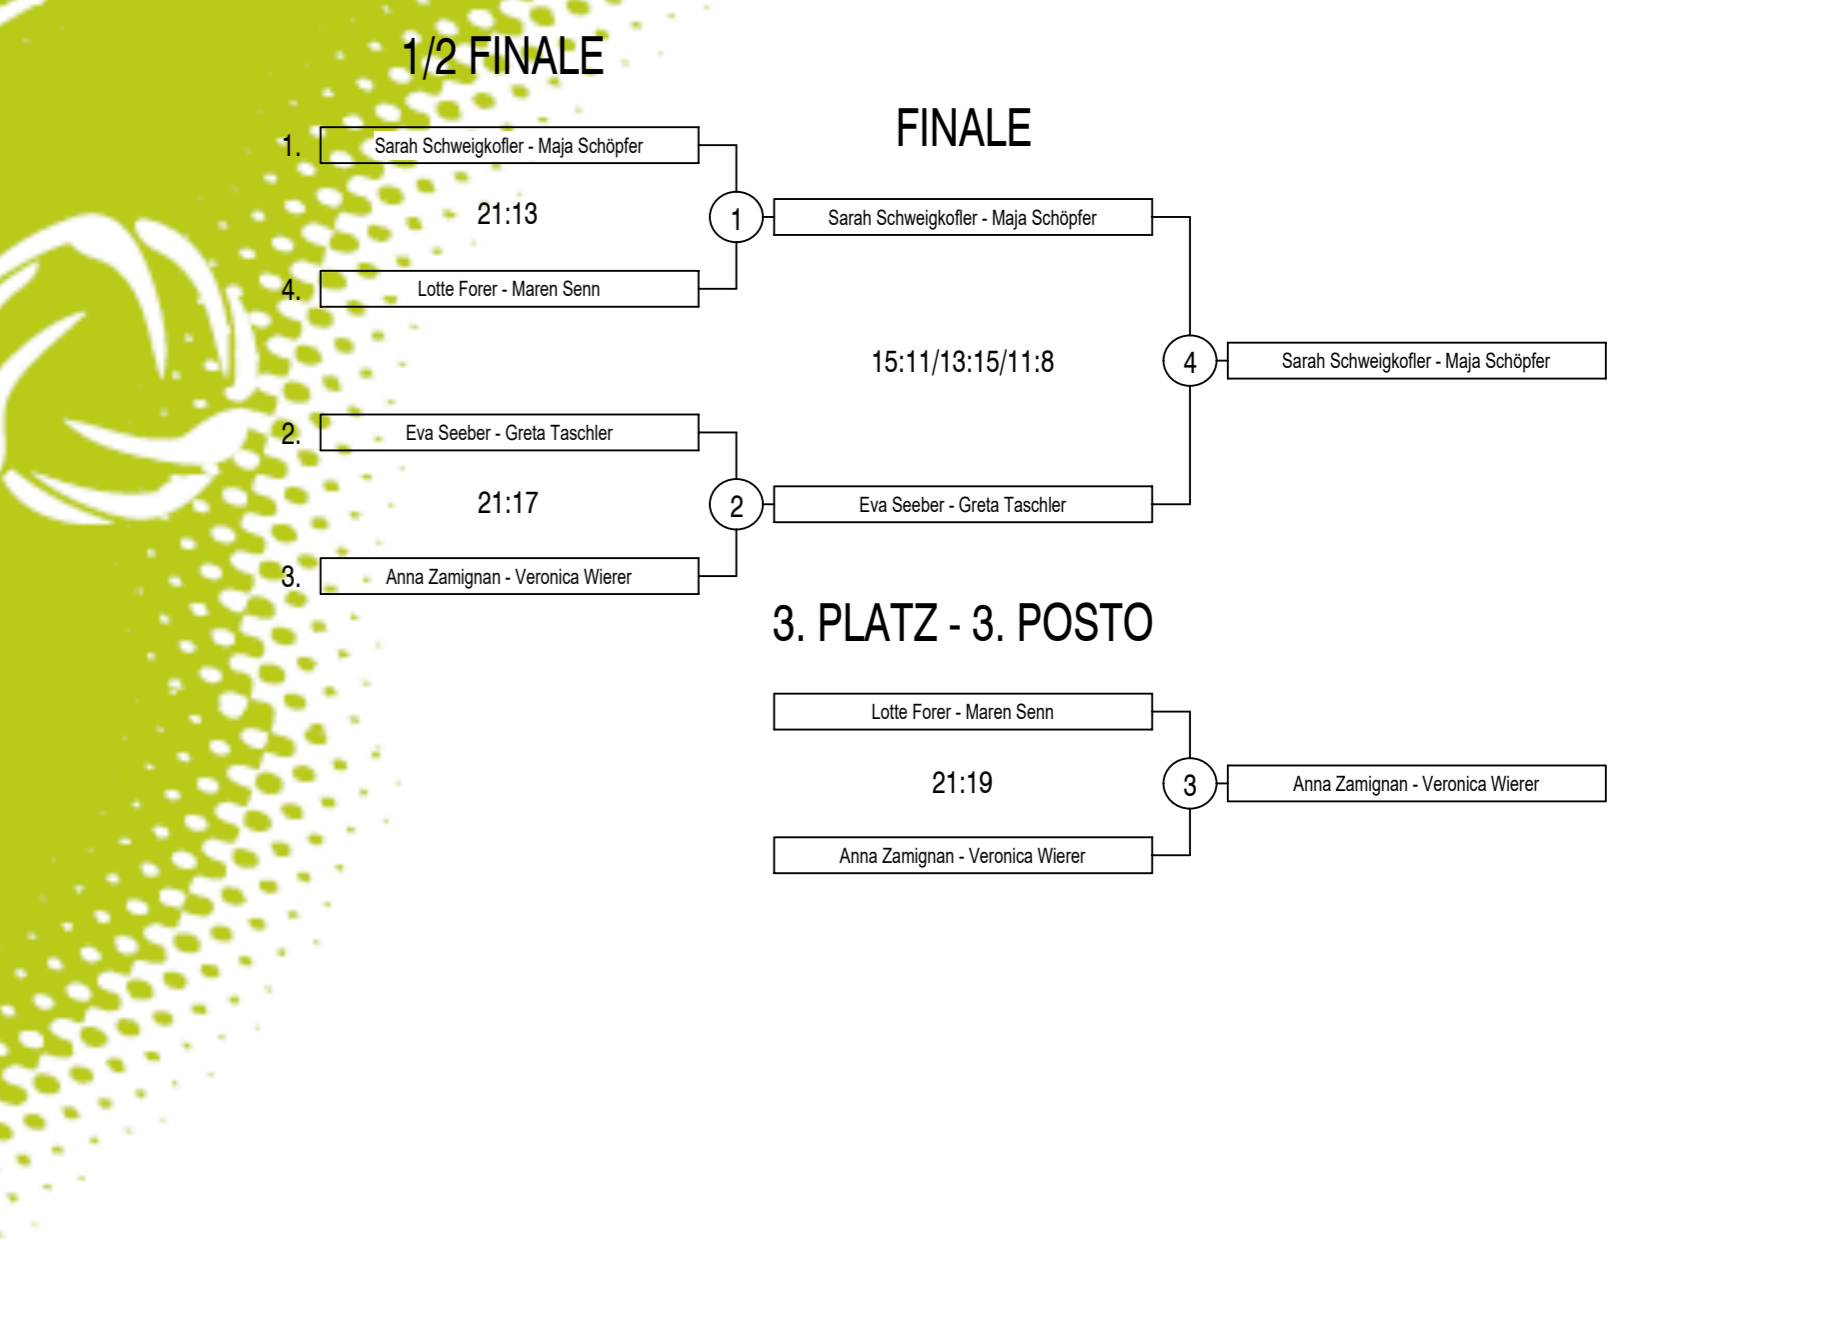 1/2 FINALE
FINALE
1. Sarah Schweigkofler - Maja Schöpfer
21:13
1
Sarah Schweigkofler - Maja Schöpfer
4. Lotte Forer - Maren Senn
15:11/13:15/11:8
4
Sarah Schweigkofler - Maja Schöpfer
2. Eva Seeber - Greta Taschler
21:17
2
Eva Seeber - Greta Taschler
3. Anna Zamignan - Veronica Wierer
3. PLATZ - 3. POSTO
Lotte Forer - Maren Senn
21:19
3
Anna Zamignan - Veronica Wierer
Anna Zamignan - Veronica Wierer